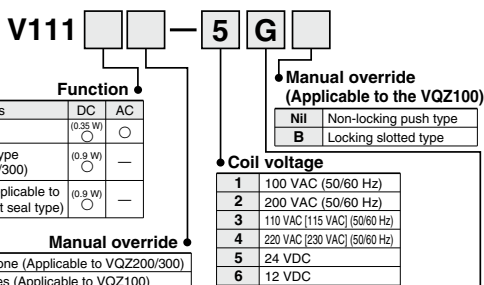 V111 — 5 G
Manual override
(Applicable to the VQZ100)
Nil Non-locking push type
B Locking slotted type
Function
DC AC
(0.35 W)
○ ○
(0.9 W)
/300) ○ —
plicable to (0.9 W)
seal type) ○ —
Coil voltage
1 100 VAC (50/60 Hz)
2 200 VAC (50/60 Hz)
3 110 VAC [115 VAC] (50/60 Hz)
4 220 VAC [230 VAC] (50/60 Hz)
5 24 VDC
6 12 VDC
Manual override
one (Applicable to VQZ200/300)
es (Applicable to VQZ100)